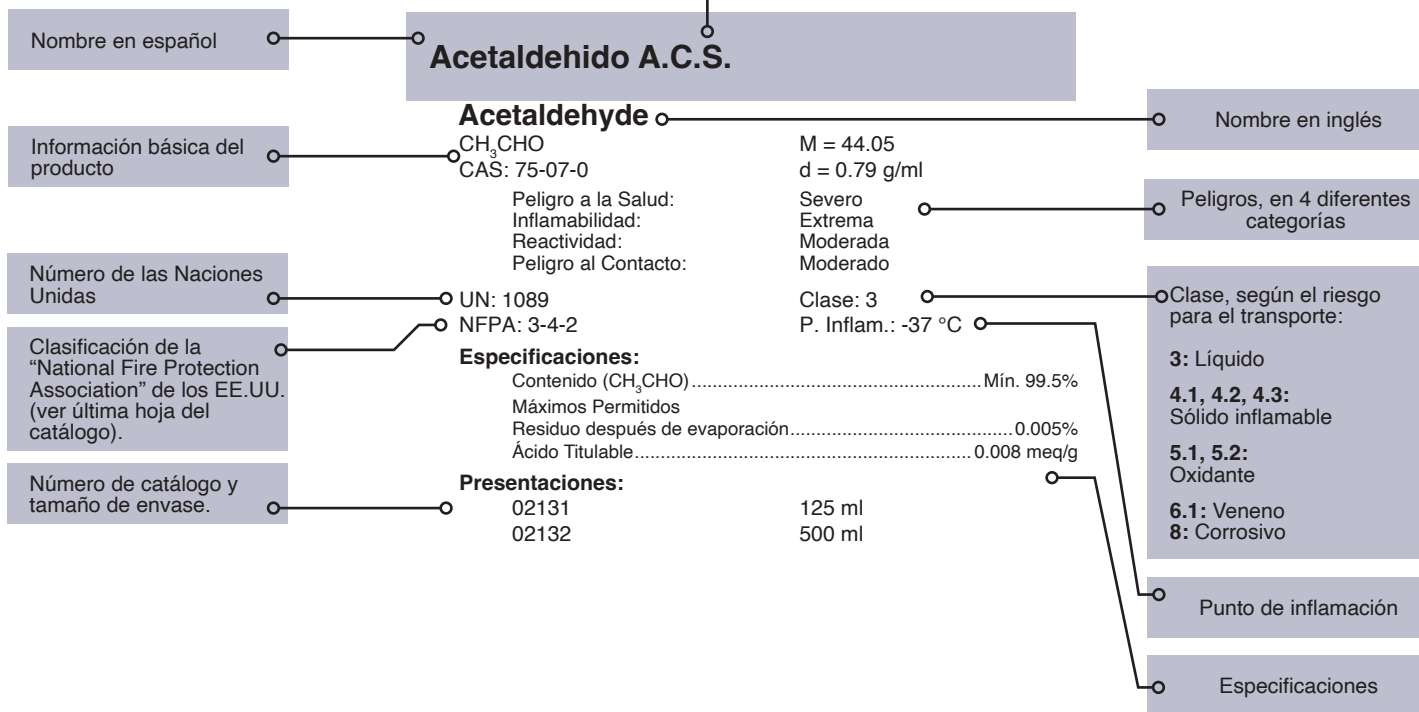 Nombre en español
Acetaldehido A.C.S.
Acetaldehyde
Nombre en inglés
Información básica del
producto
CH₃CHO M = 44.05
CAS: 75-07-0 d = 0.79 g/ml
Peligro a la Salud: Severo
Inflamabilidad: Extrema
Reactividad: Moderada
Peligro al Contacto: Moderado
Peligros, en 4 diferentes
categorías
Número de las Naciones
Unidas
UN: 1089 Clase: 3
NFPA: 3-4-2 P. Inflam.: -37 °C
Clase, según el riesgo
para el transporte:
3: Líquido
4.1, 4.2, 4.3:
Sólido inflamable
5.1, 5.2:
Oxidante
6.1: Veneno
8: Corrosivo
Clasificación de la
“National Fire Protection
Association” de los EE.UU.
(ver última hoja del
catálogo).
Especificaciones:
Contenido (CH₃CHO)......................................................Mín. 99.5%
Máximos Permitidos
Residuo después de evaporación.........................................0.005%
Ácido Titulable..............................................................0.008 meq/g
Número de catálogo y
tamaño de envase.
Presentaciones:
02131 125 ml
02132 500 ml
Punto de inflamación
Especificaciones